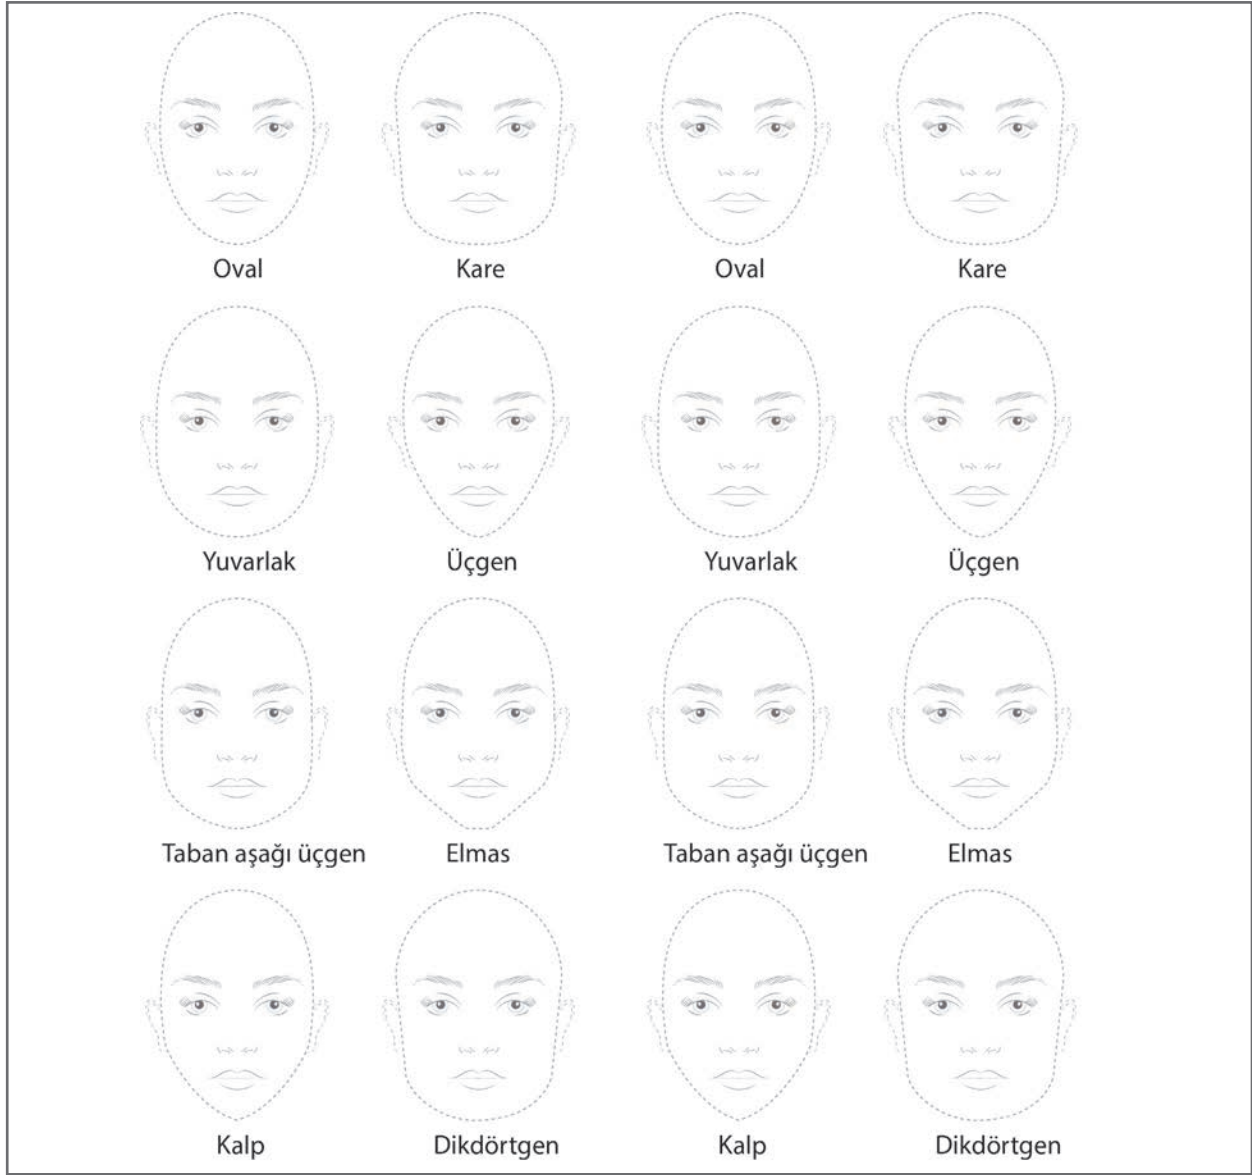 Oval Kare Oval Kare
Yuvarlak Üçgen Yuvarlak Üçgen
Taban aşağı üçgen Elmas Taban aşağı üçgen Elmas
Kalp Dikdörtgen Kalp Dikdörtgen